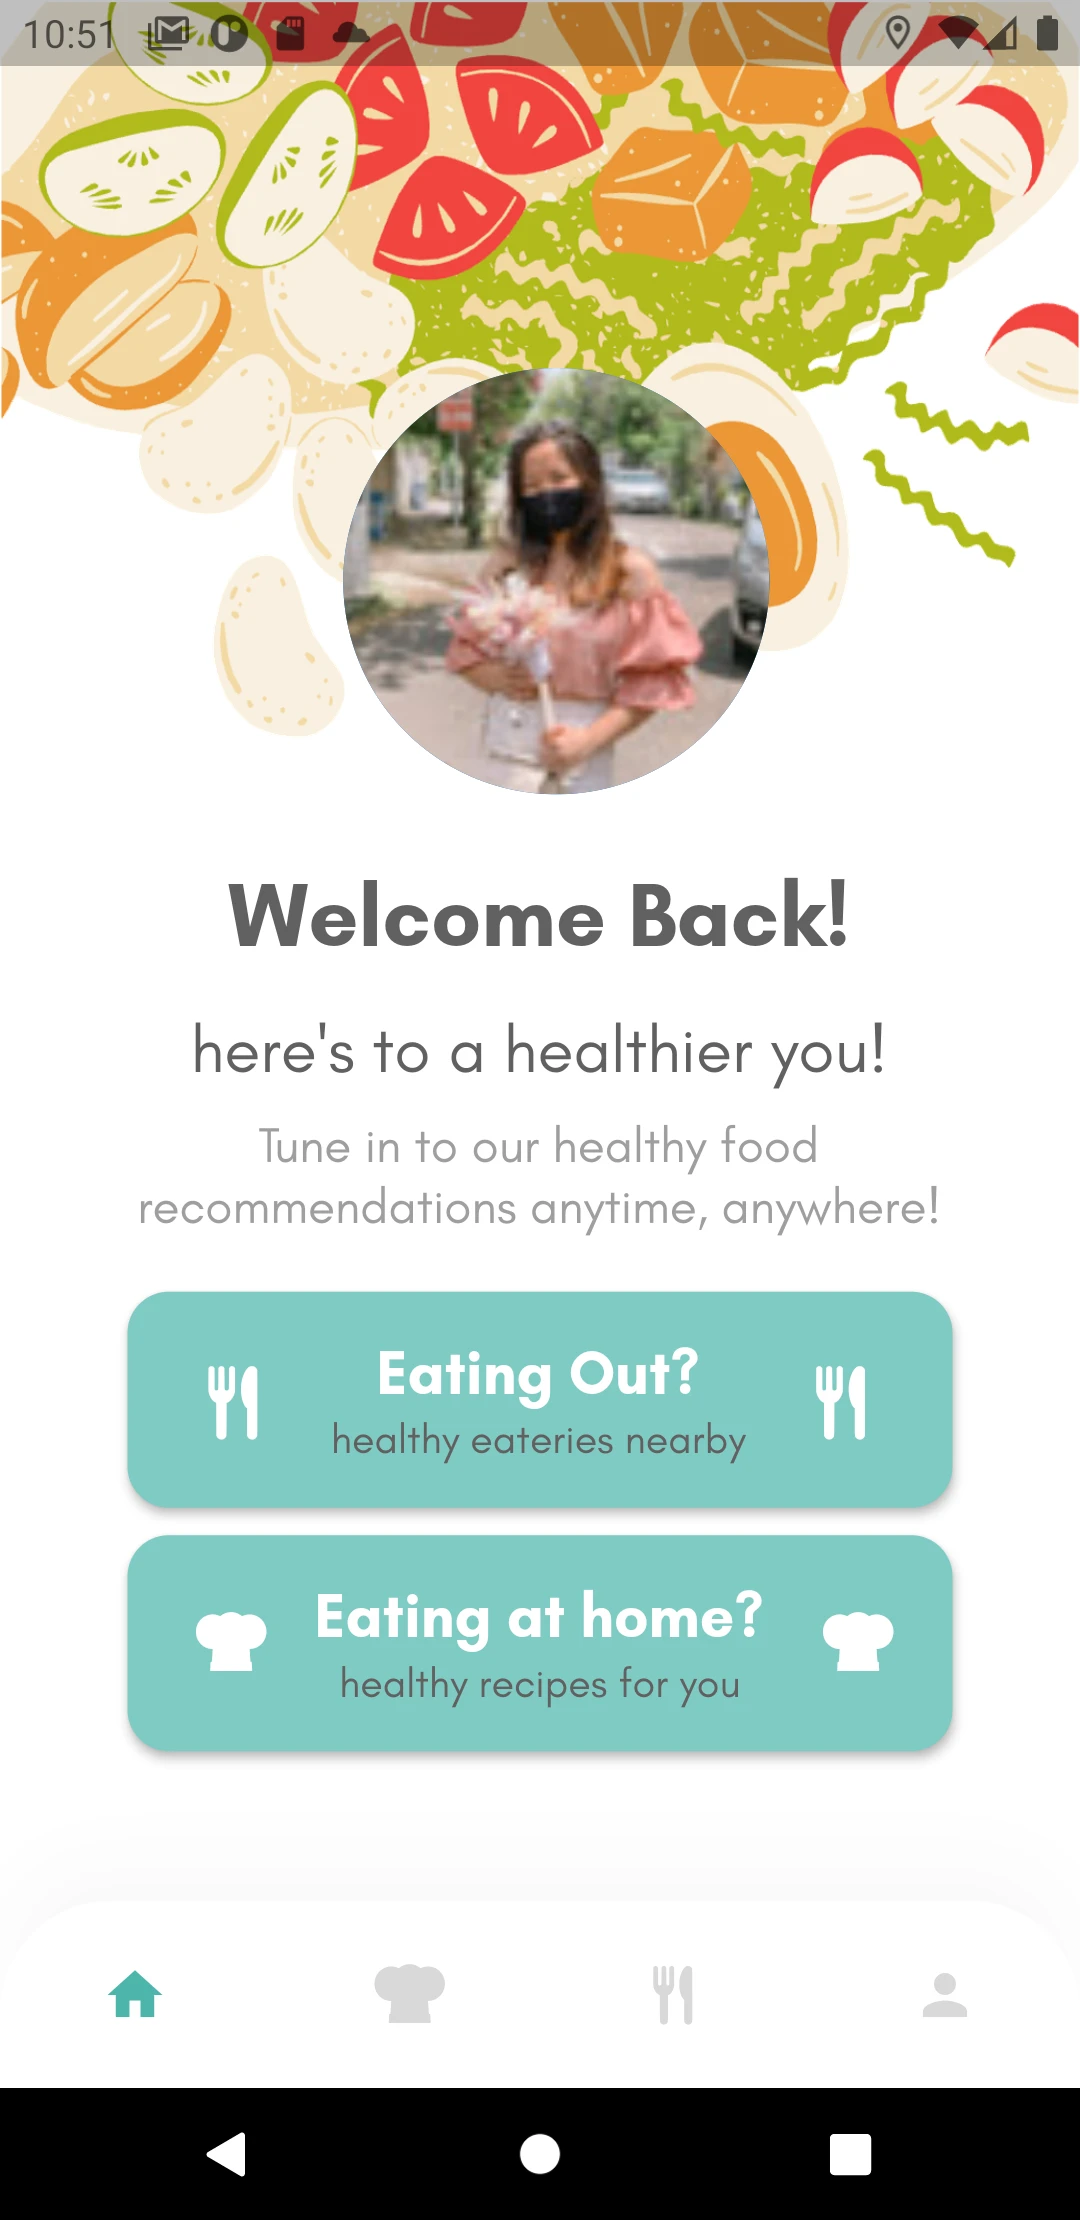 10:51
Welcome Back!
here's to a healthier you!
Tune in to our healthy food
recommendations anytime, anywhere!
Eating Out?
healthy eateries nearby
Eating at home?
healthy recipes for you